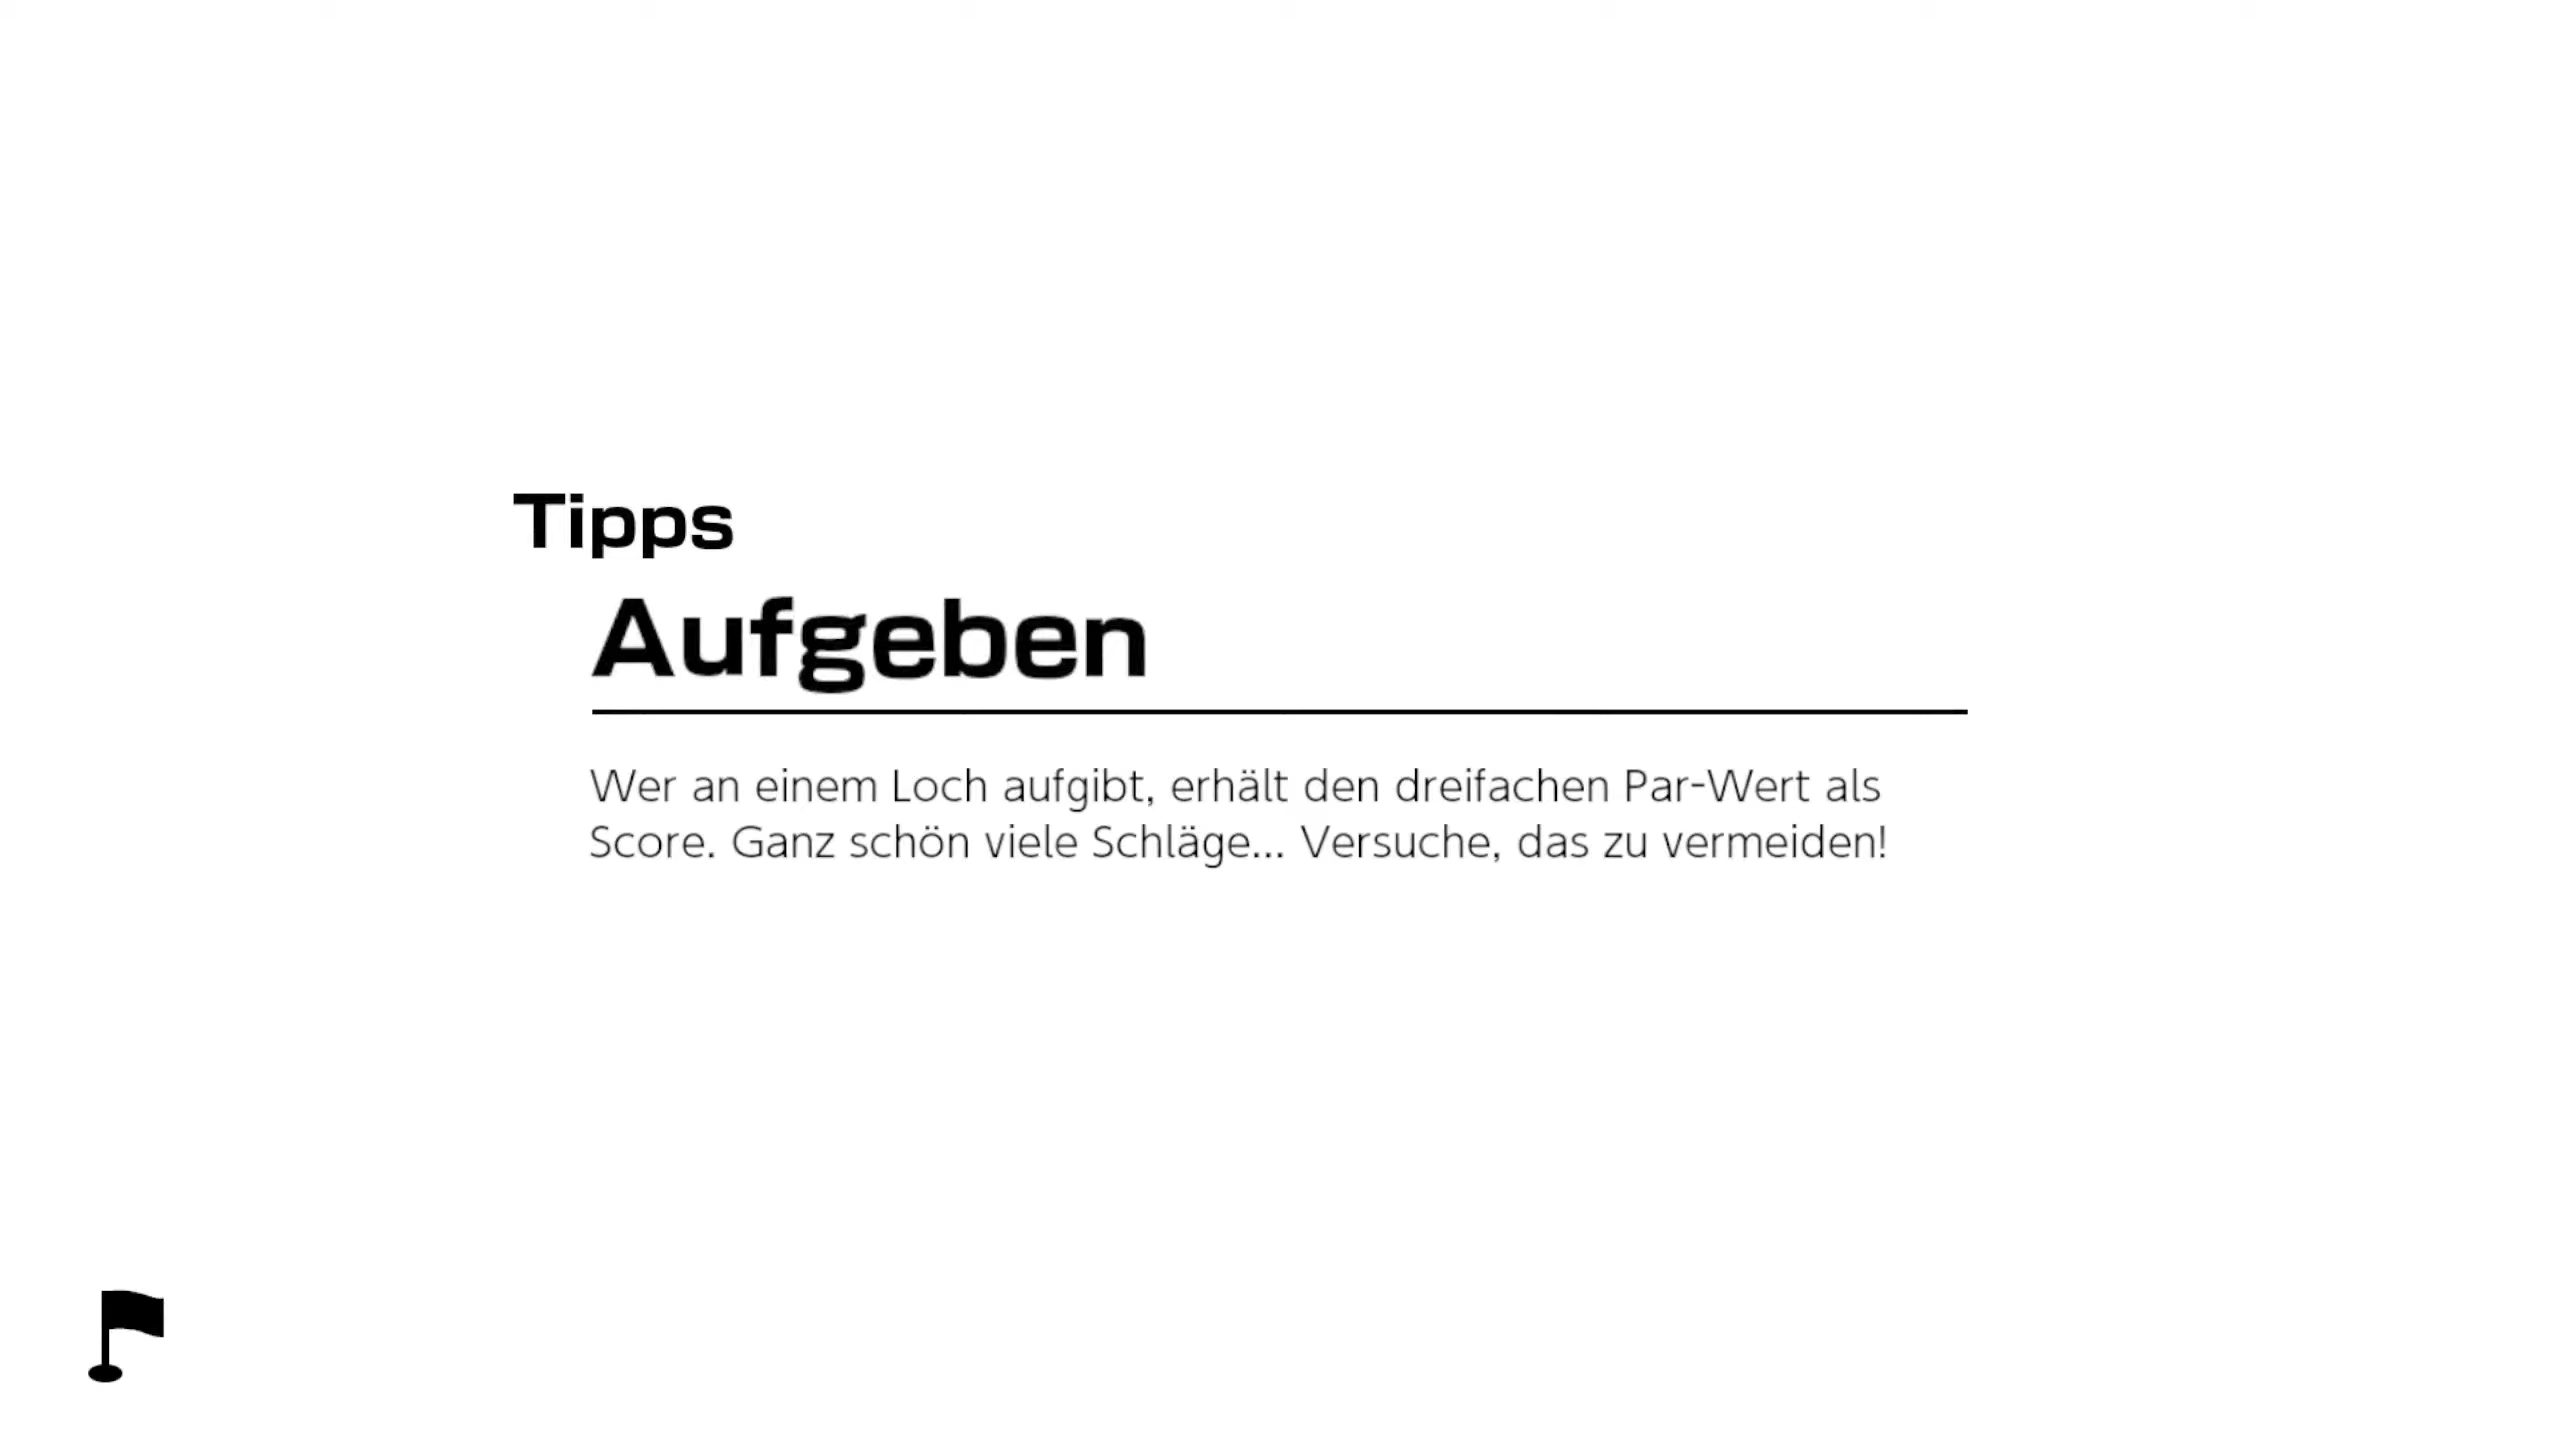 Tipps
Aufgeben
Wer an einem Loch aufgibt, erhält den dreifachen Par-Wert als
Score. Ganz schön viele Schläge... Versuche, das zu vermeiden!